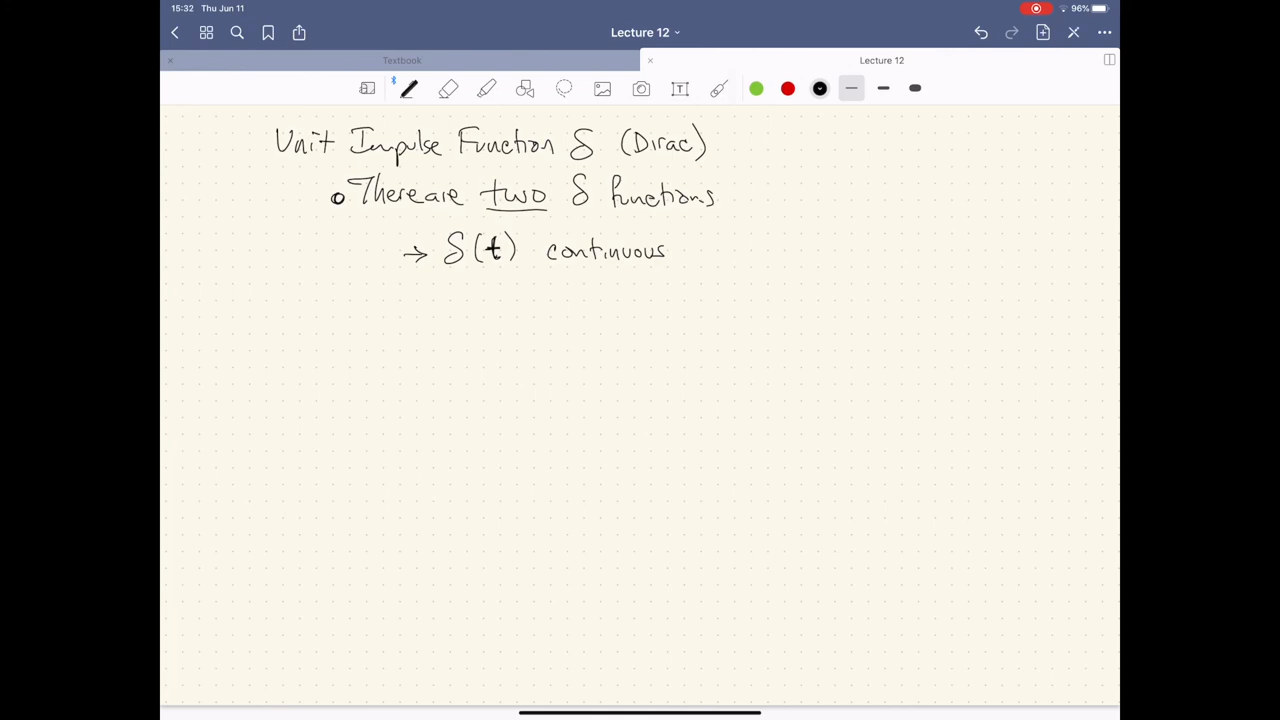 15:32 Thu Jun 11 96%
Lecture 12
Textbook Lecture 12
T
Unit Impulse Function δ (Dirac)
There are two δ functions
→ δ(t) continuous